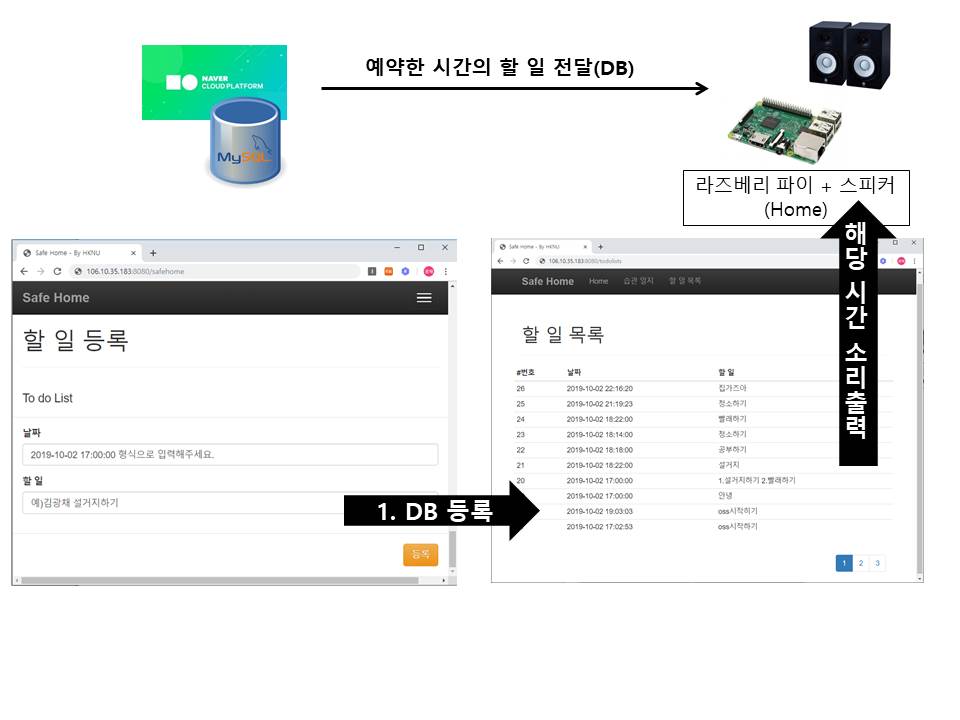 NAVER
CLOUD PLATFORM
MySQL
예약한 시간의 할 일 전달(DB)
라즈베리 파이 + 스피커
(Home)
Safe Home - By HKNU
106.10.35.183:8080/safehome
Safe Home
할 일 등록
To do List
날짜
2019-10-02 17:00:00 형식으로 입력해주세요.
할 일
예)김광채 설거지하기
등록
1. DB 등록
Safe Home - By HKNU
106.10.35.183:8080/todolists
Safe Home Home 습관 일지 할 일 목록
할 일 목록
#번호 날짜 할 일
26 2019-10-02 22:16:20 집가즈아
25 2019-10-02 21:19:23 청소하기
24 2019-10-02 18:22:00 빨래하기
23 2019-10-02 18:14:00 청소하기
22 2019-10-02 18:18:00 공부하기
21 2019-10-02 18:22:00 설거지
20 2019-10-02 17:00:00 1.설거지하기 2.빨래하기
2019-10-02 17:00:00 안녕
2019-10-02 19:03:03 oss시작하기
2019-10-02 17:02:53 oss시작하기
1 2 3
해당 시간 소리출력